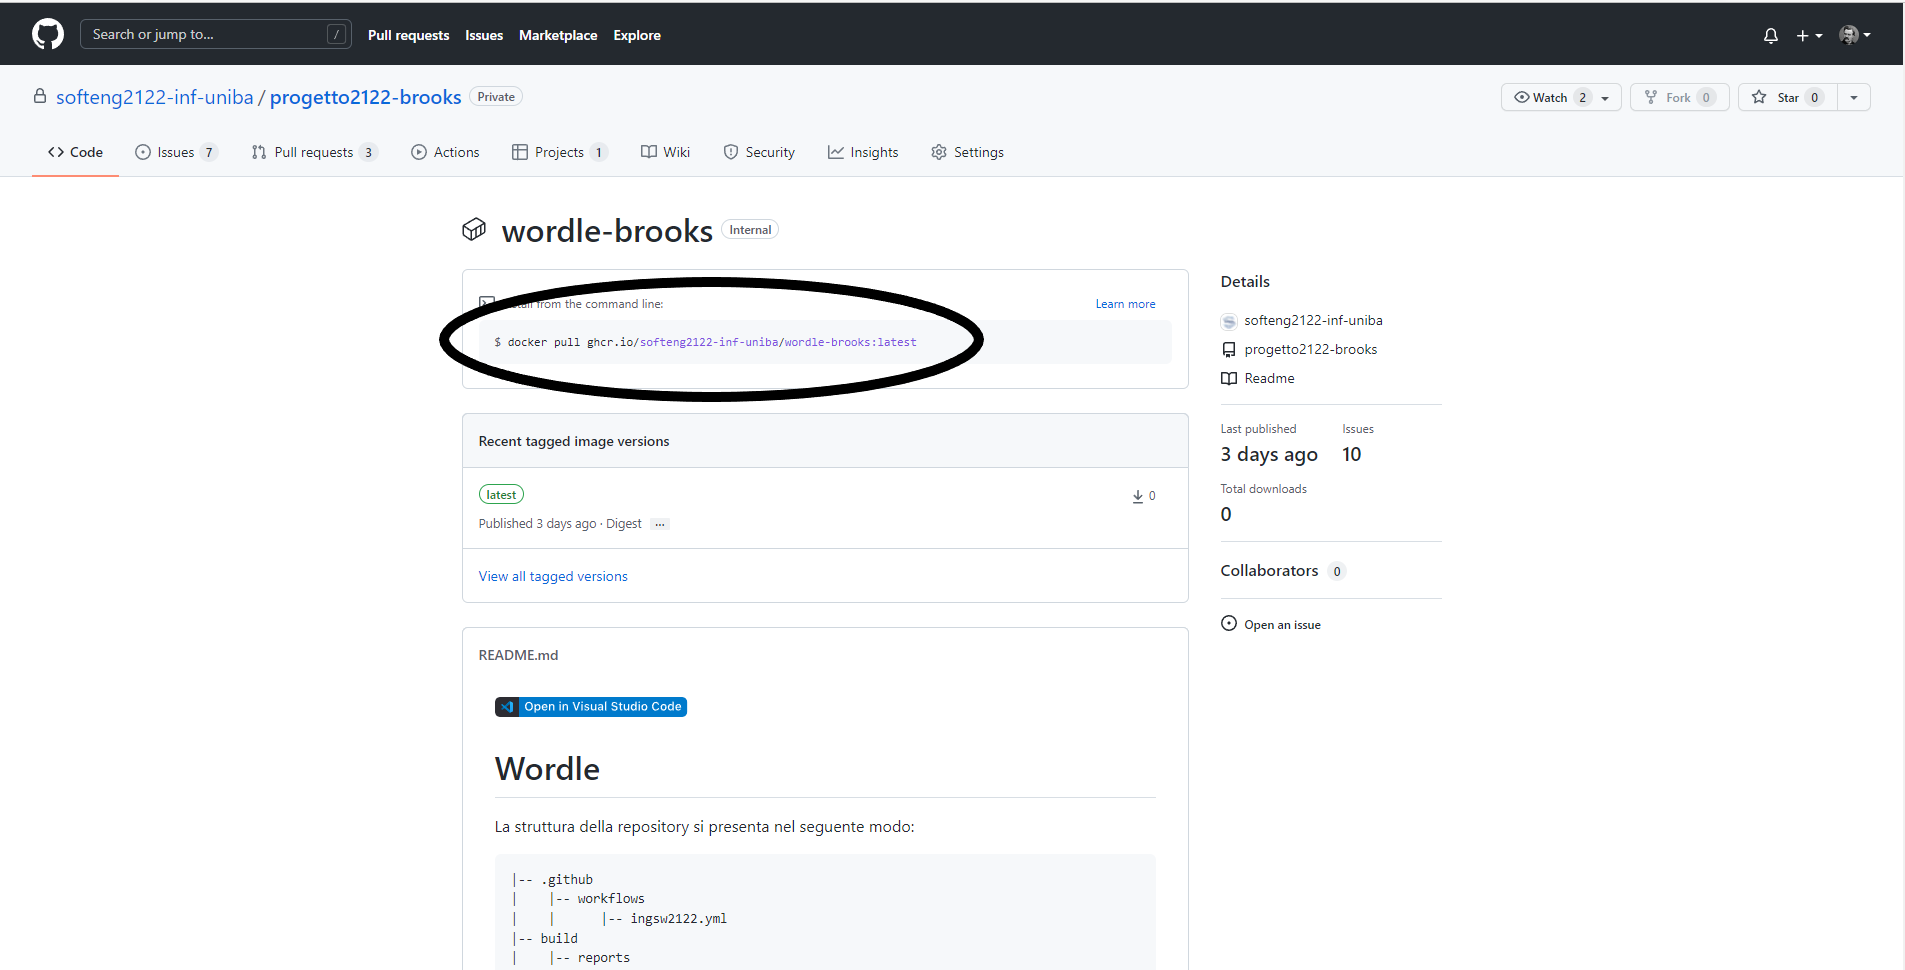 Search or jump to... /
Pull requests Issues Marketplace Explore
softeng2122-inf-uniba / progetto2122-brooks Private
Watch 2 Fork 0 Star 0
Code Issues 7 Pull requests 3 Actions Projects 1 Wiki Security Insights Settings
wordle-brooks Internal
from the command line:
Learn more
$ docker pull ghcr.io/softeng2122-inf-uniba/wordle-brooks:latest
Recent tagged image versions
latest
0
Published 3 days ago · Digest ...
View all tagged versions
README.md
Open in Visual Studio Code
Wordle
La struttura della repository si presenta nel seguente modo:
|-- .github
|    |-- workflows
|    |      |-- ingsw2122.yml
|-- build
|    |-- reports
Details
softeng2122-inf-uniba
progetto2122-brooks
Readme
Last published Issues
3 days ago 10
Total downloads
0
Collaborators 0
Open an issue